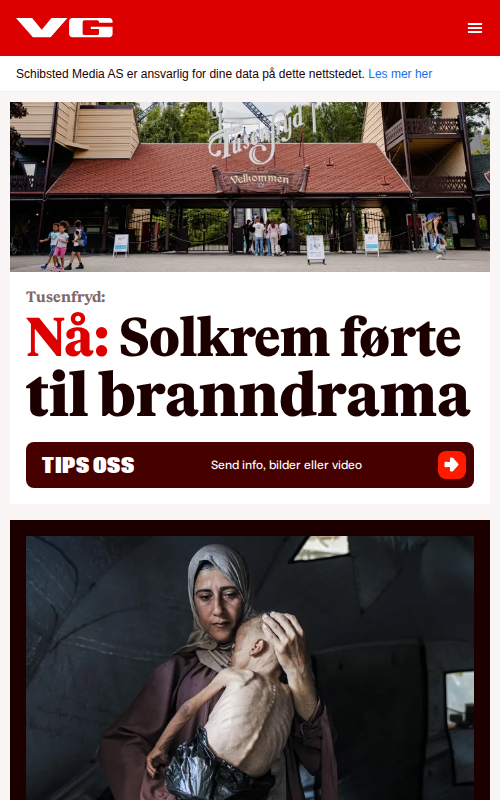 VG
Schibsted Media AS er ansvarlig for dine data på dette nettstedet. Les mer her
TusenFryd
Velkommen
Tusenfryd:
Nå: Solkrem førte
til branndrama
TIPS OSS
Send info, bilder eller video